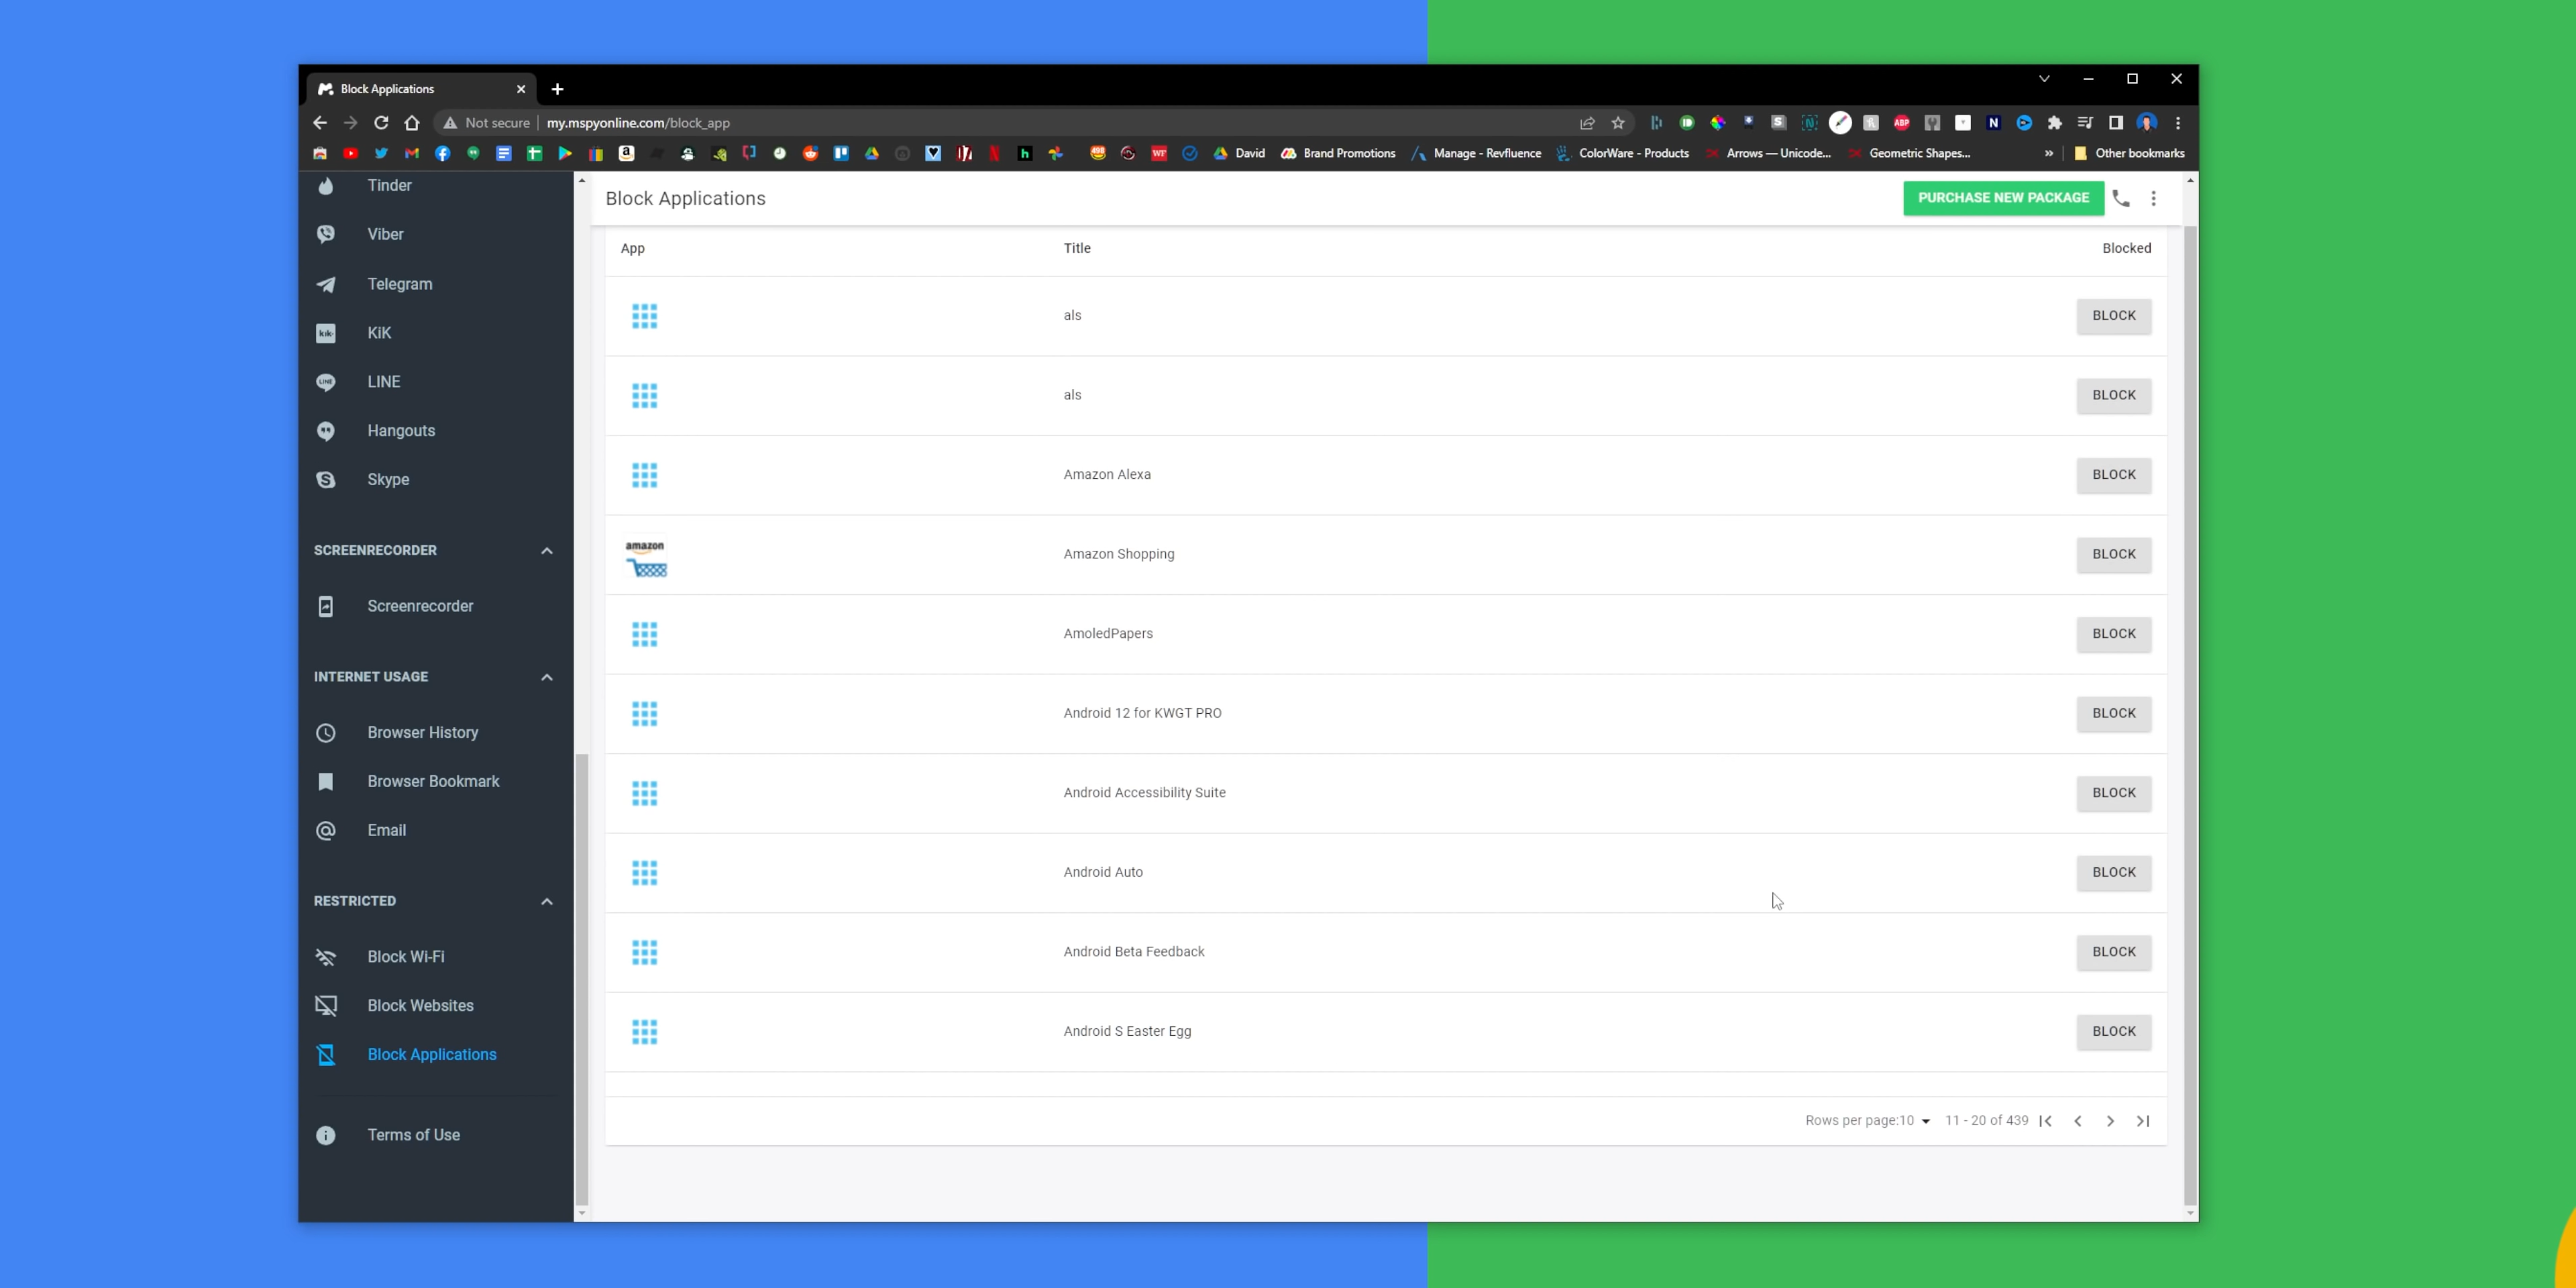 Block Applications
Not secure
my.mspyonline.com/block_app
David
Brand Promotions
Manage - Revfluence
ColorWare - Products
Arrows — Unicode...
Geometric Shapes...
»
Other bookmarks
Tinder
Viber
Telegram
KiK
LINE
Hangouts
Skype
SCREENRECORDER
Screenrecorder
INTERNET USAGE
Browser History
Browser Bookmark
Email
RESTRICTED
Block Wi-Fi
Block Websites
Block Applications
Terms of Use
Block Applications
PURCHASE NEW PACKAGE
App Title Blocked
als BLOCK
als BLOCK
Amazon Alexa BLOCK
amazon Amazon Shopping BLOCK
AmoledPapers BLOCK
Android 12 for KWGT PRO BLOCK
Android Accessibility Suite BLOCK
Android Auto BLOCK
Android Beta Feedback BLOCK
Android S Easter Egg BLOCK
Rows per page:10 11 - 20 of 439